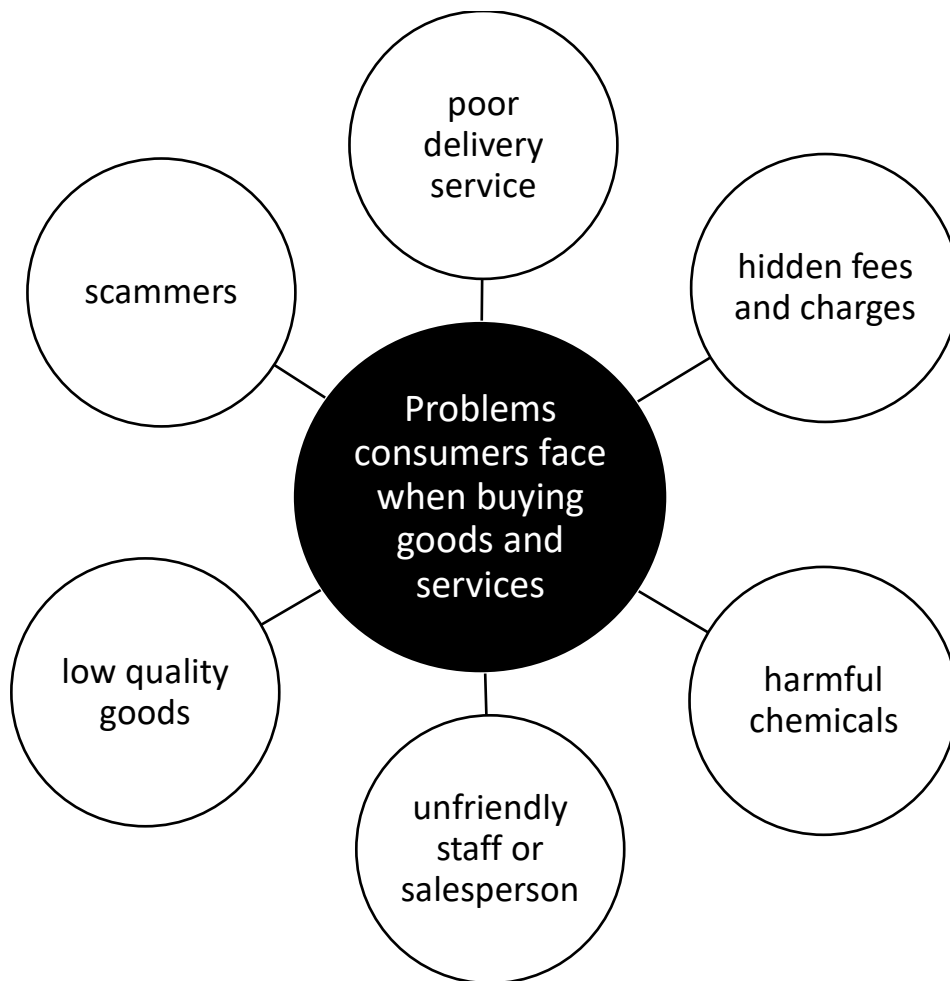 poor
delivery
service
scammers
hidden fees
and charges
Problems
consumers face
when buying
goods and
services
low quality
goods
harmful
chemicals
unfriendly
staff or
salesperson